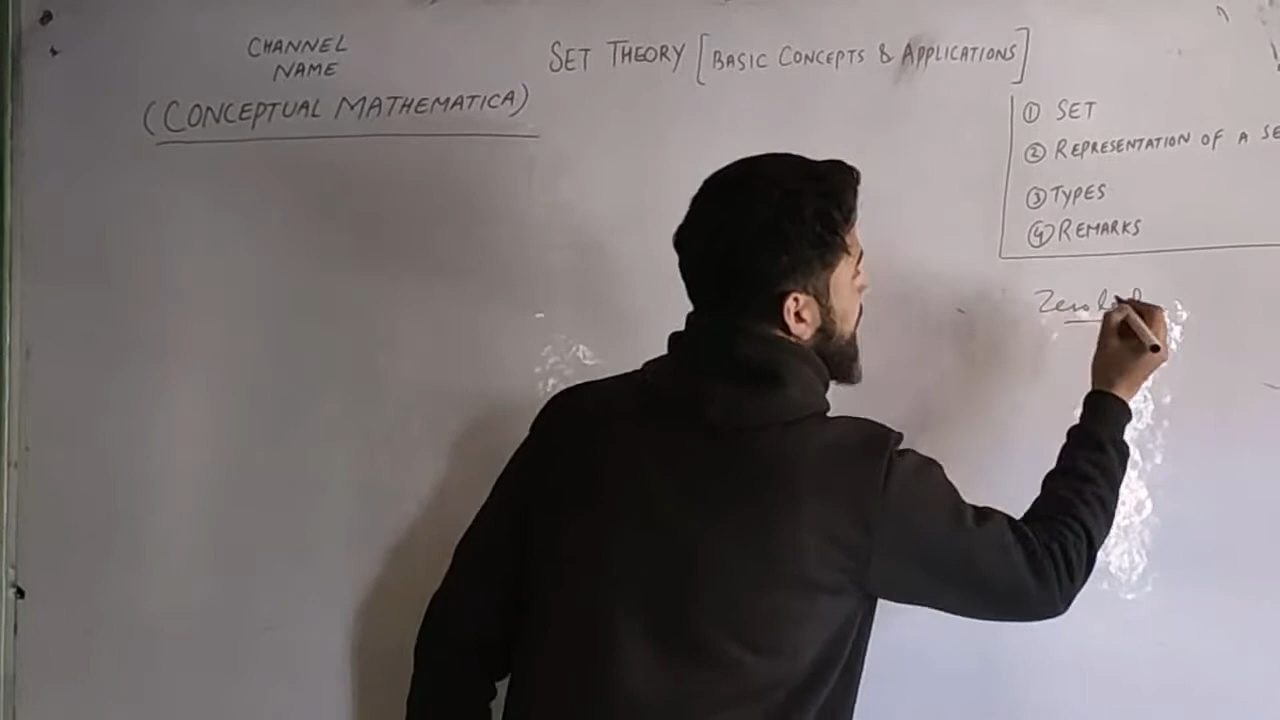 CHANNEL
NAME
(CONCEPTUAL MATHEMATICA)
SET THEORY [BASIC CONCEPTS & APPLICATIONS]
① SET
② REPRESENTATION OF A SE
③ TYPES
④ REMARKS
Zero